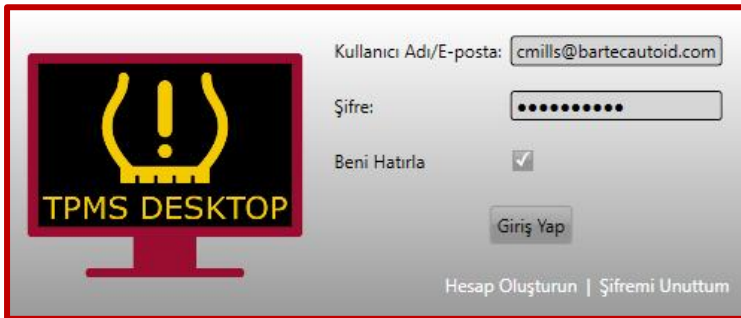 Kullanıcı Adı/E-posta: cmills@bartecautoid.com
Şifre: ••••••••••
Beni Hatırla
TPMS DESKTOP
Giriş Yap
Hesap Oluşturun | Şifremi Unuttum